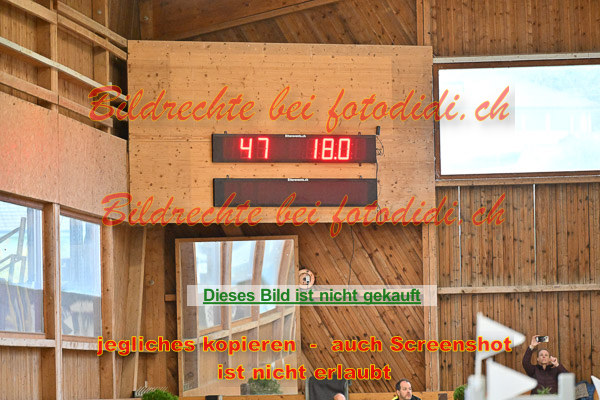 Bildrechte bei fotodidi.ch
47 18.0
Bildrechte bei fotodidi.ch
Dieses Bild ist nicht gekauft
jegliches kopieren - auch Screenshot
ist nicht erlaubt